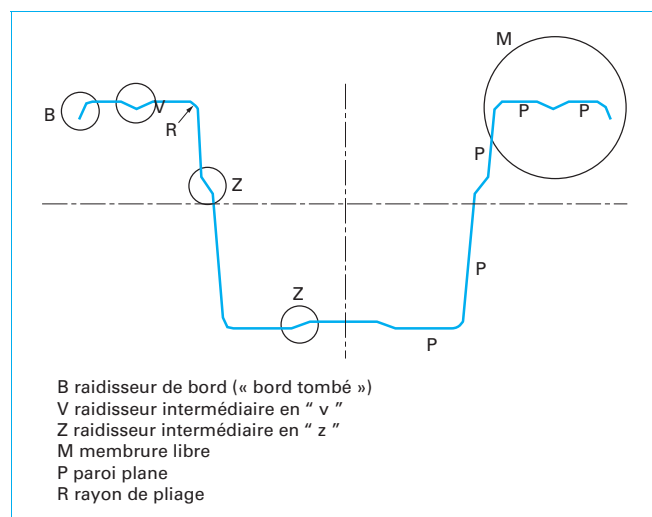 M
B
V
R
P
P
P
Z
Z
P
P
B raidisseur de bord (« bord tombé »)
V raidisseur intermédiaire en “ v ”
Z raidisseur intermédiaire en “ z ”
M membrure libre
P paroi plane
R rayon de pliage